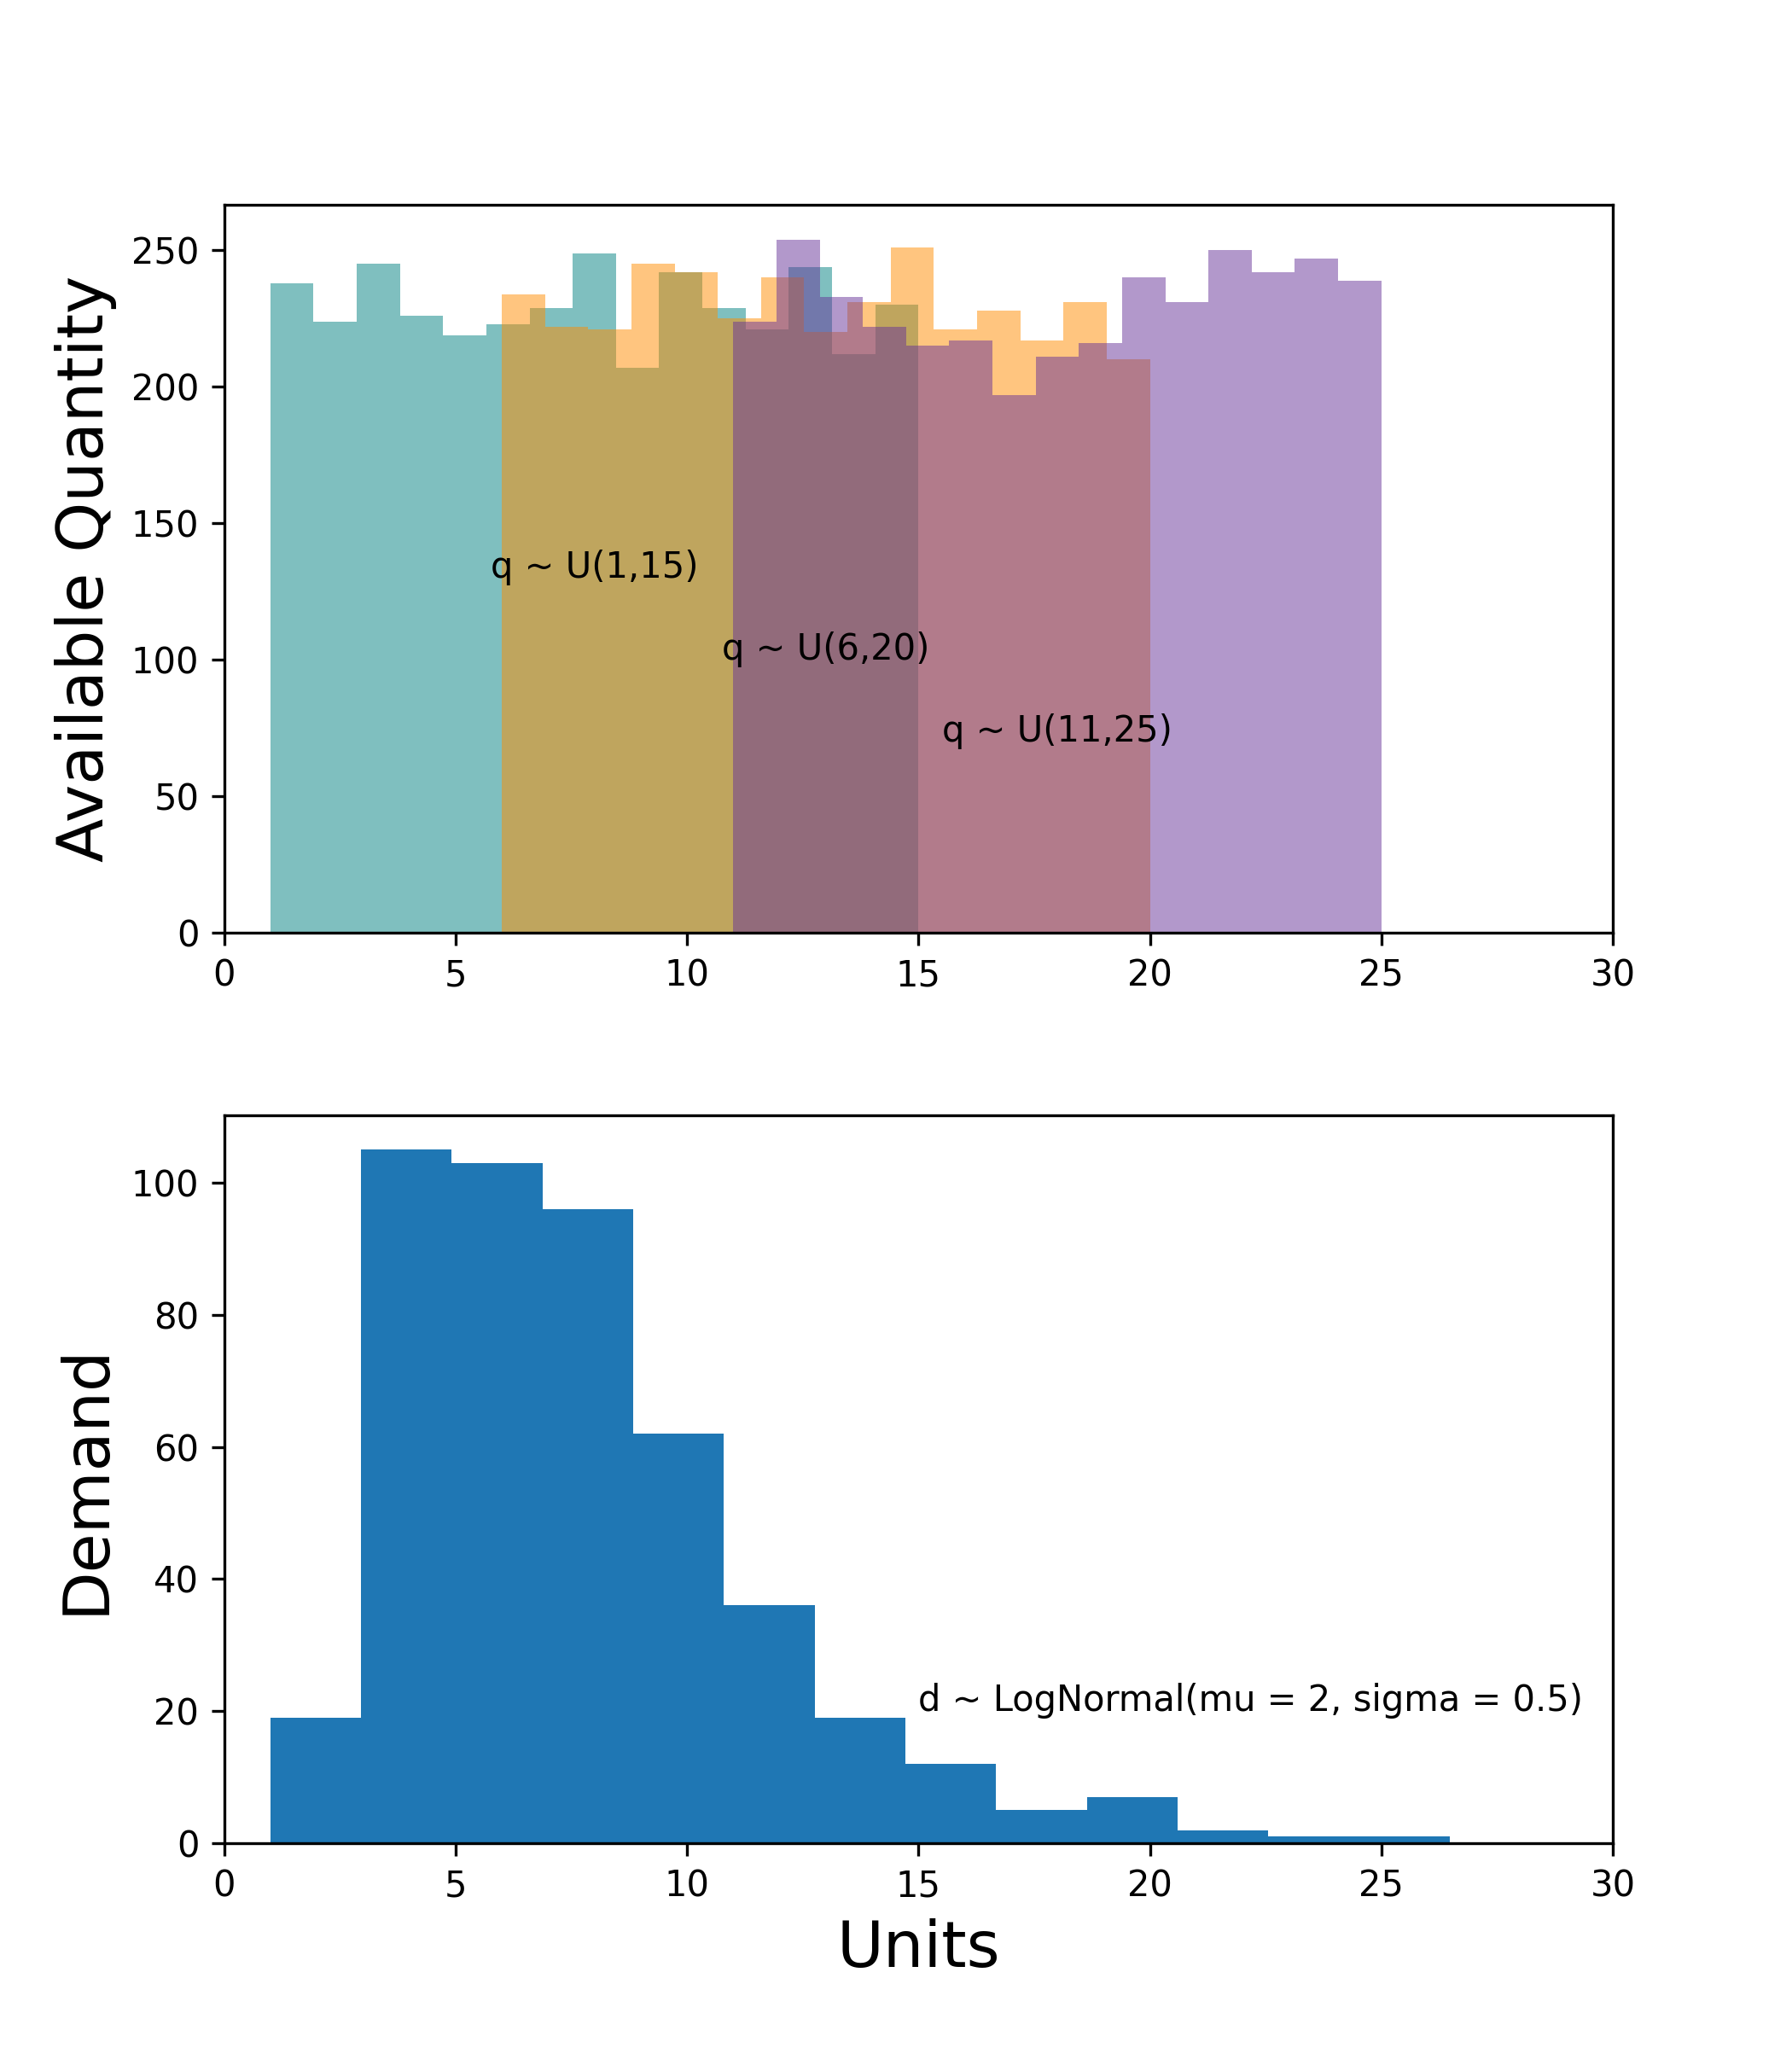 Available Quantity
250
200
150
100
50
0
q ~ U(1,15)
q ~ U(6,20)
q ~ U(11,25)
0 5 10 15 20 25 30
Demand
100
80
60
40
20
0
d ~ LogNormal(mu = 2, sigma = 0.5)
0 5 10 15 20 25 30
Units